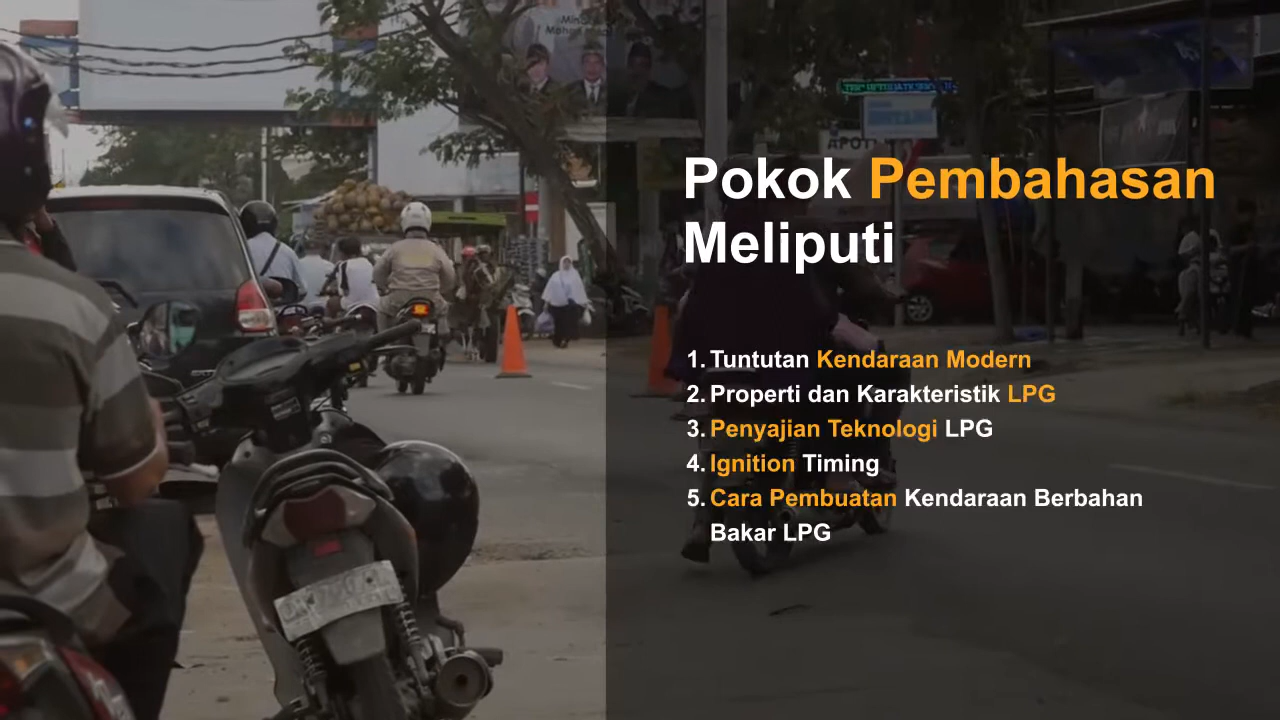 Pokok Pembahasan
Meliputi
1. Tuntutan Kendaraan Modern
2. Properti dan Karakteristik LPG
3. Penyajian Teknologi LPG
4. Ignition Timing
5. Cara Pembuatan Kendaraan Berbahan
Bakar LPG